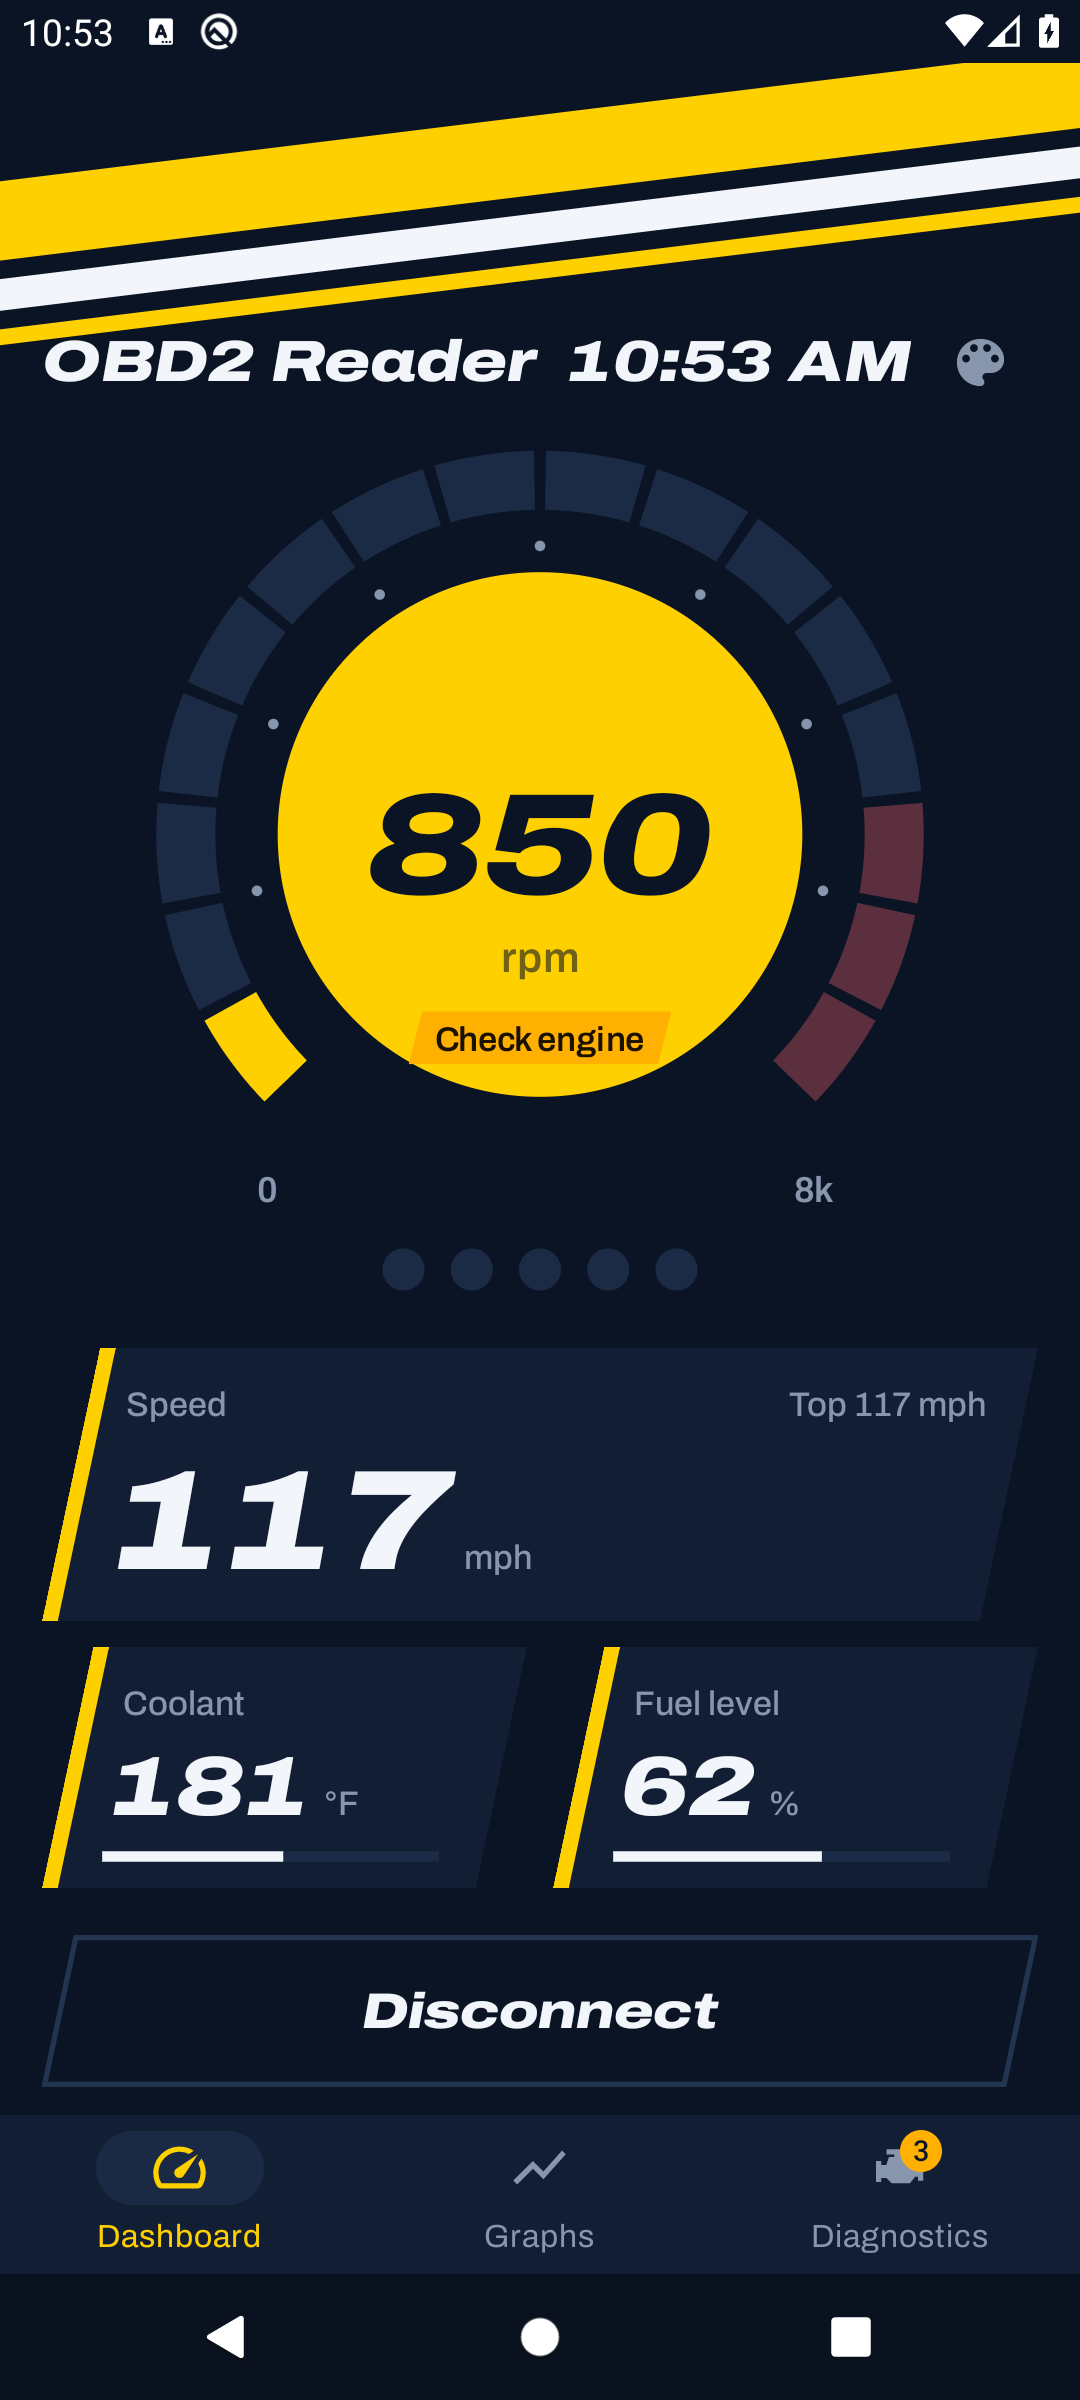 10:53
OBD2 Reader 10:53 AM
850
rpm
Check engine
0 8k
Speed Top 117 mph
117 mph
Coolant Fuel level
181 °F 62 %
Disconnect
3
Dashboard Graphs Diagnostics